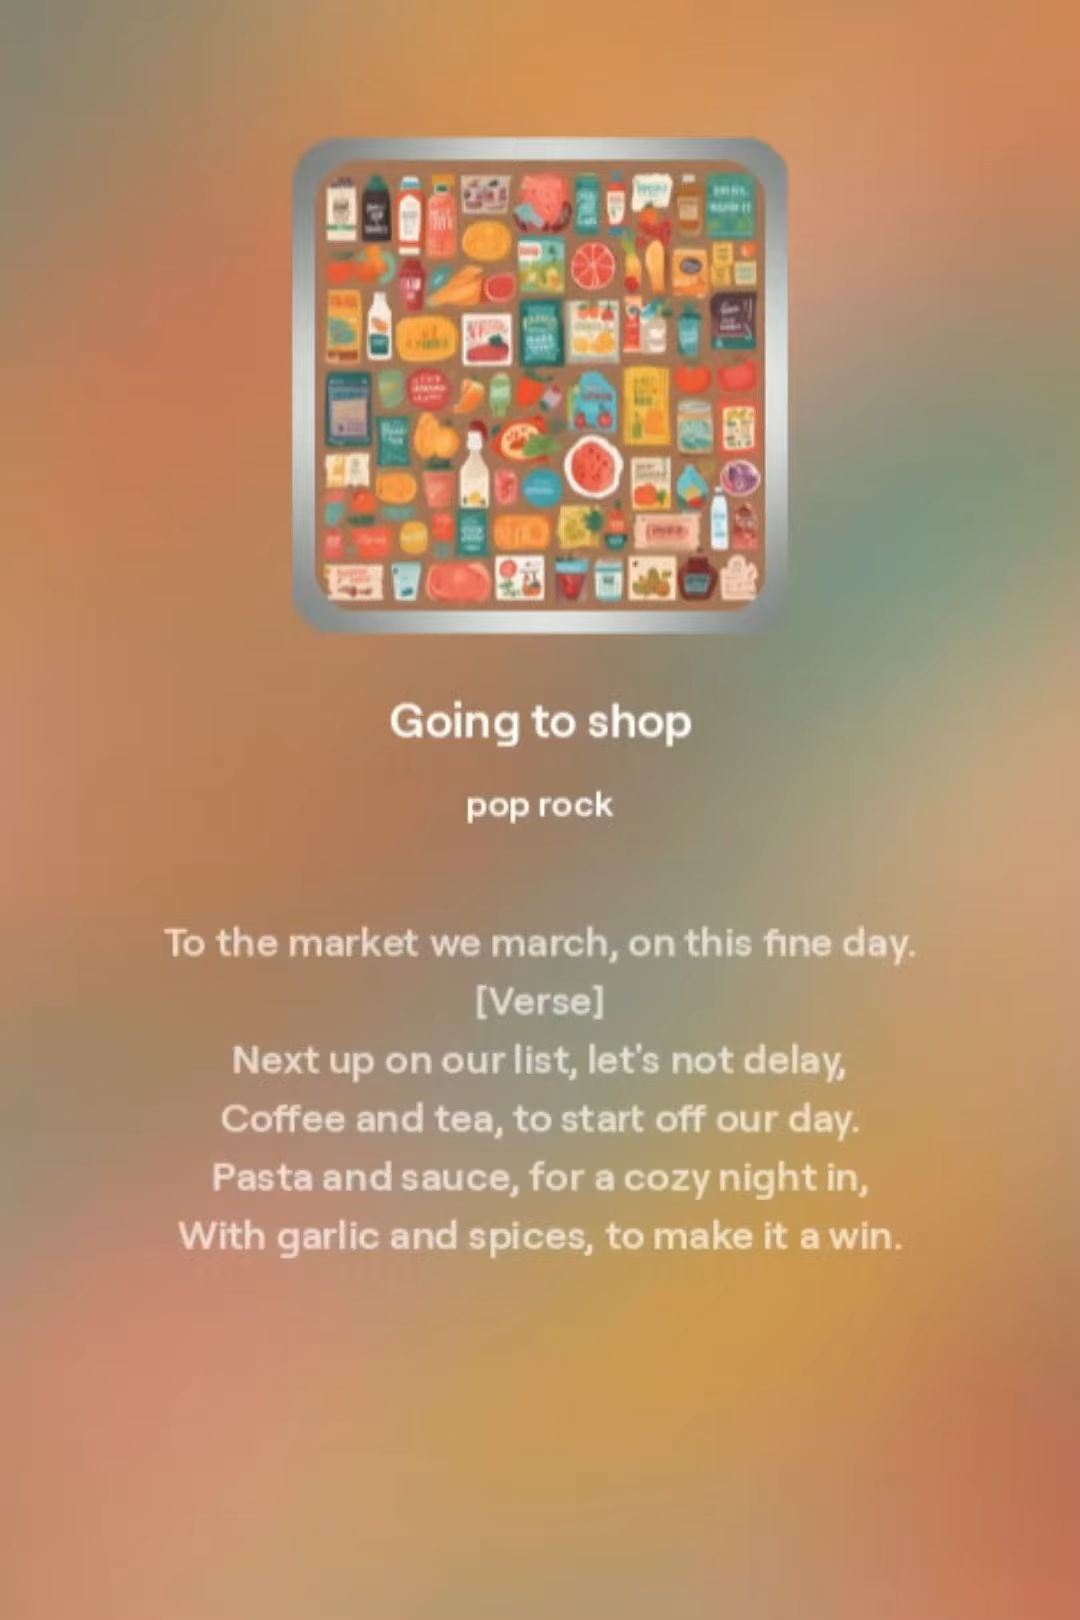 Going to shop
pop rock
To the market we march, on this fine day.
[Verse]
Next up on our list, let's not delay,
Coffee and tea, to start off our day.
Pasta and sauce, for a cozy night in,
With garlic and spices, to make it a win.